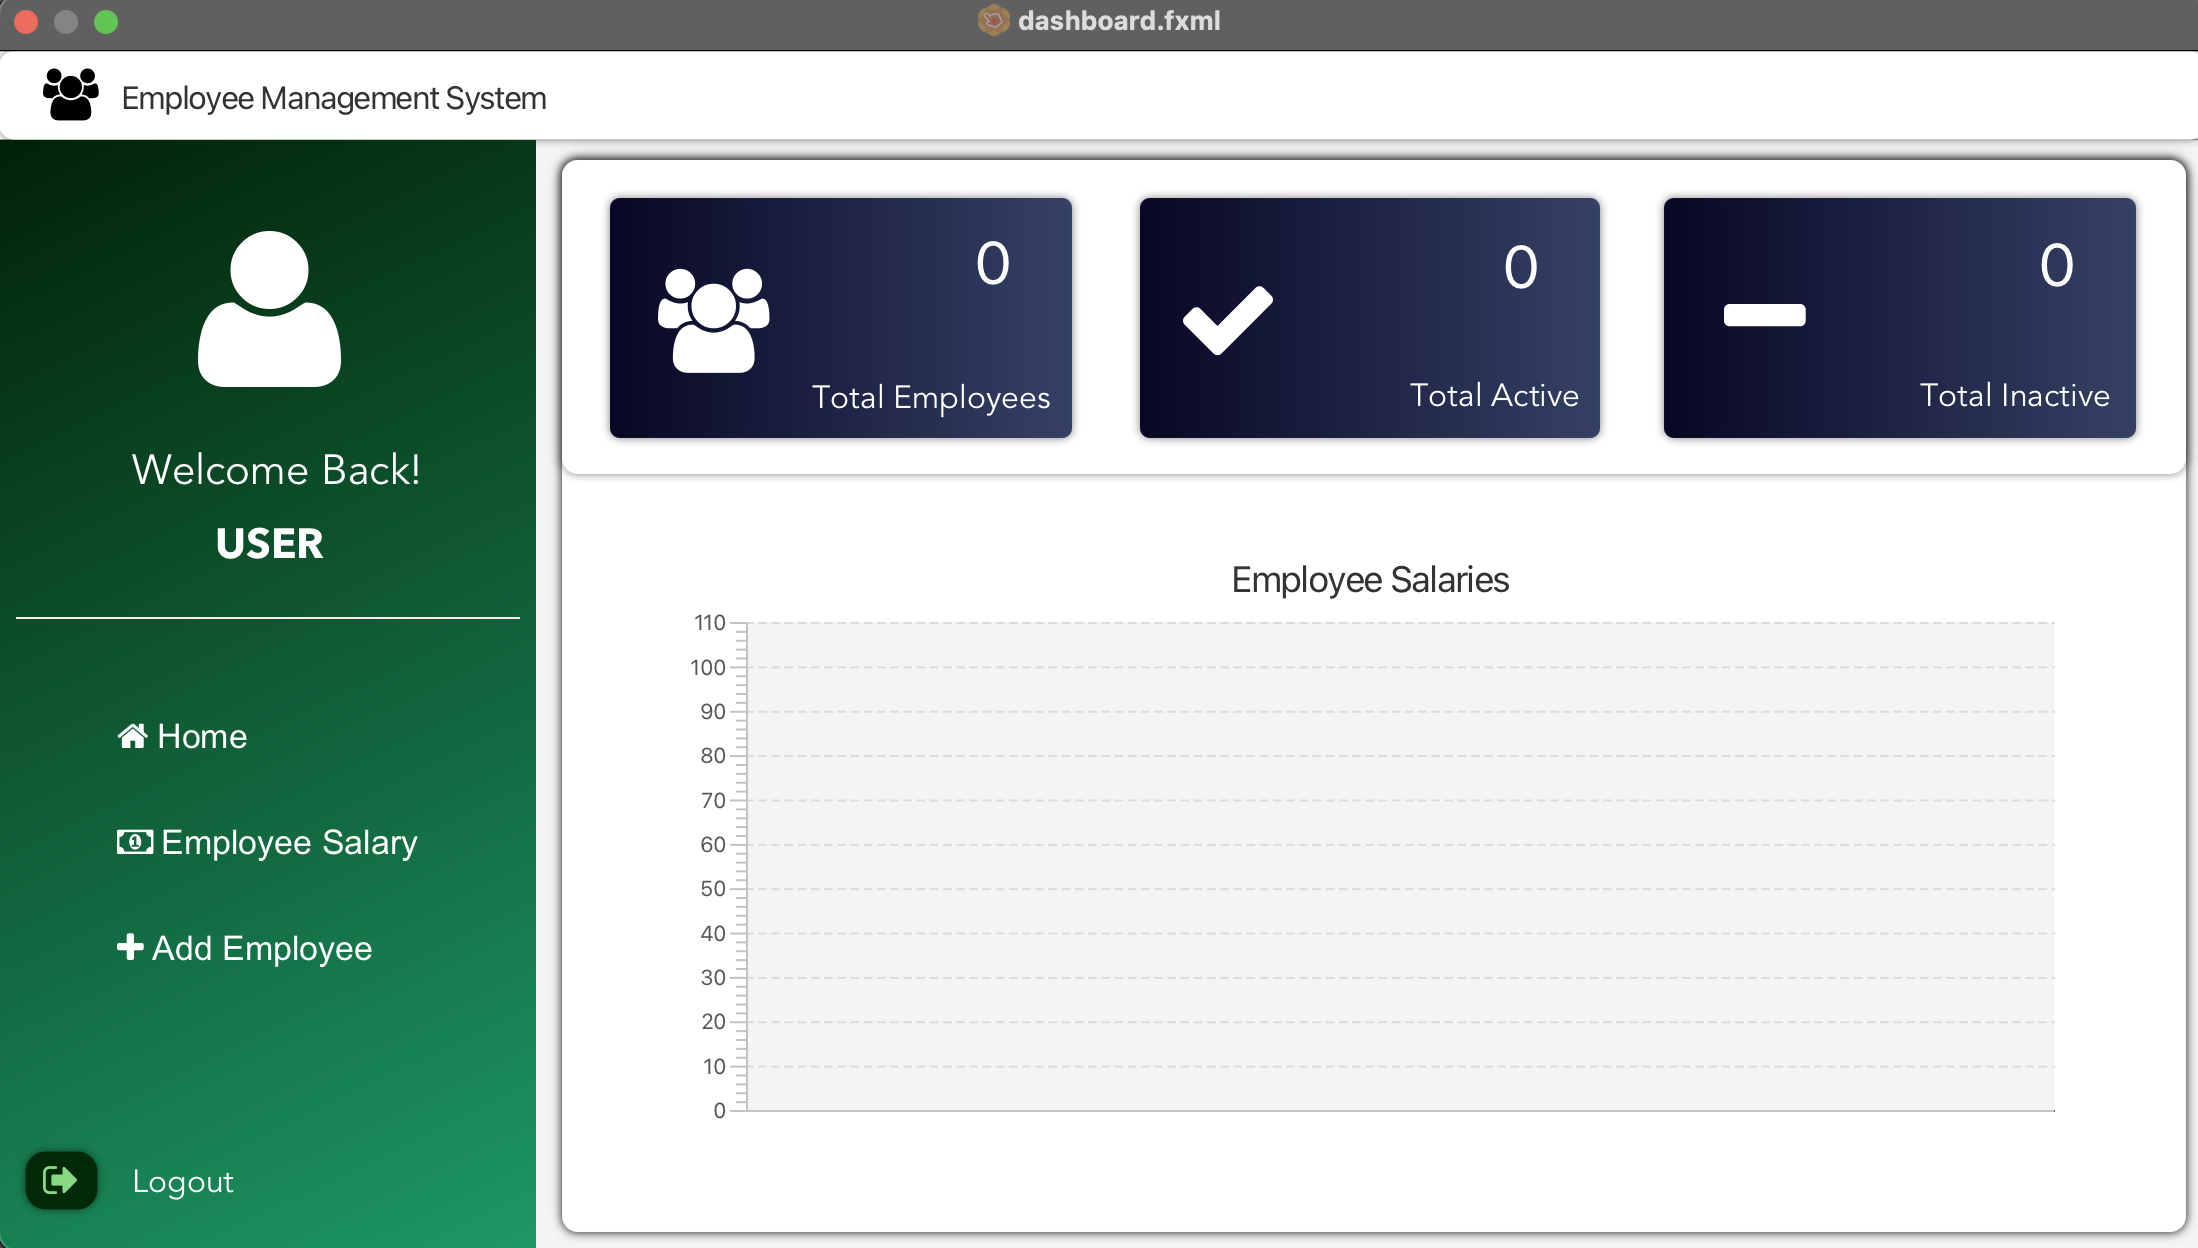 dashboard.fxml
Employee Management System
Welcome Back!
USER
Home
Employee Salary
Add Employee
Logout
0
Total Employees
0
Total Active
0
Total Inactive
Employee Salaries
110
100
90
80
70
60
50
40
30
20
10
0